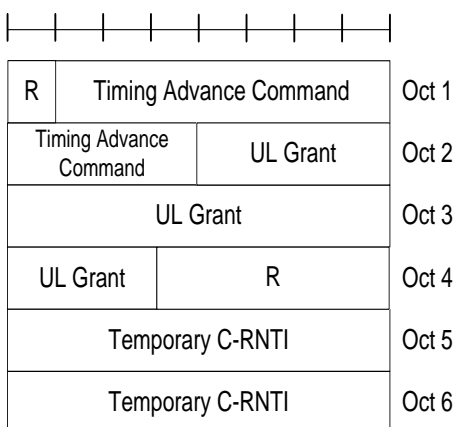 R Timing Advance Command Oct 1
Timing Advance
Command UL Grant Oct 2
UL Grant Oct 3
UL Grant R Oct 4
Temporary C-RNTI Oct 5
Temporary C-RNTI Oct 6